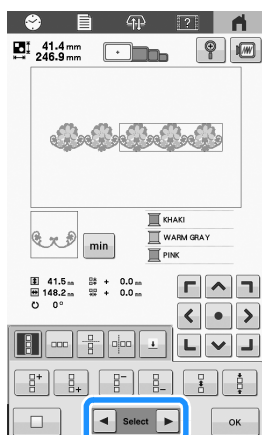 ?
41.4 mm
246.9 mm
KHAKI
min
WARM GRAY
PINK
41.5 mm + 0.0 mm
148.2 mm + 0.0 mm
0°
Select
OK